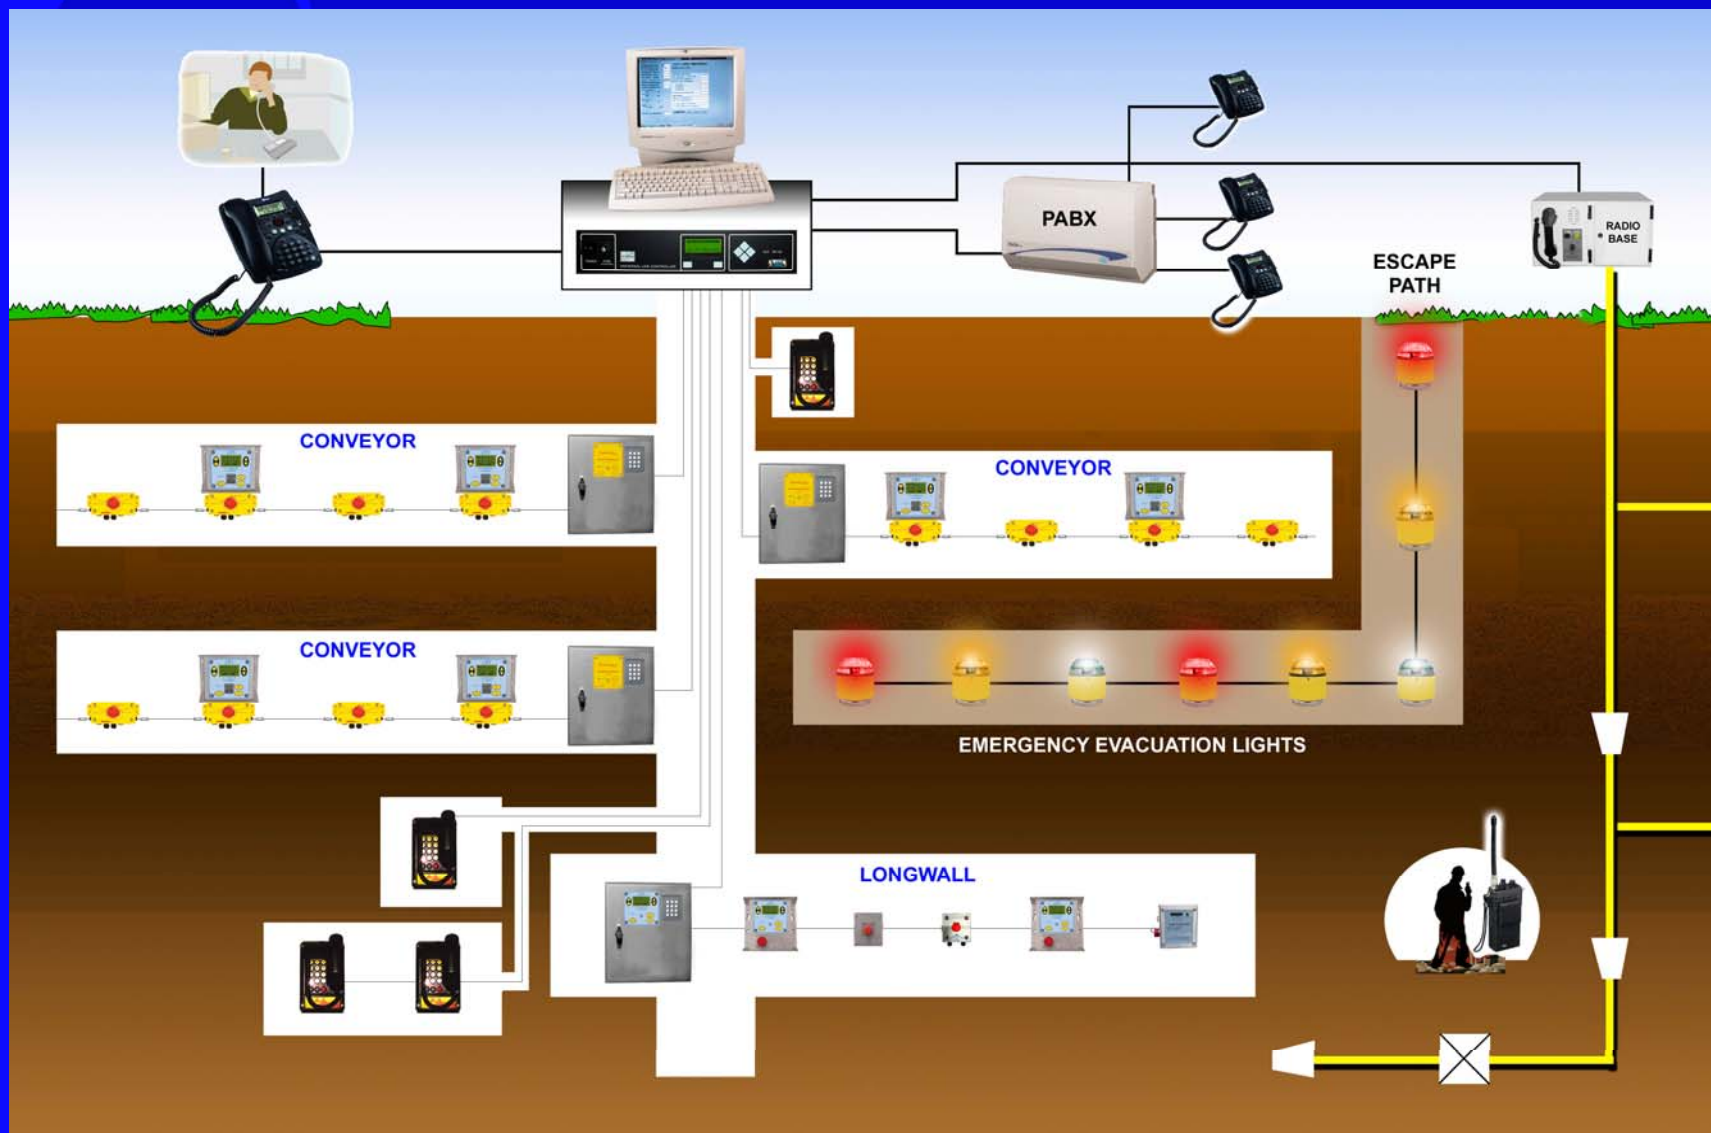 PABX
RADIO
BASE
ESCAPE
PATH
CONVEYOR
CONVEYOR
CONVEYOR
EMERGENCY EVACUATION LIGHTS
LONGWALL